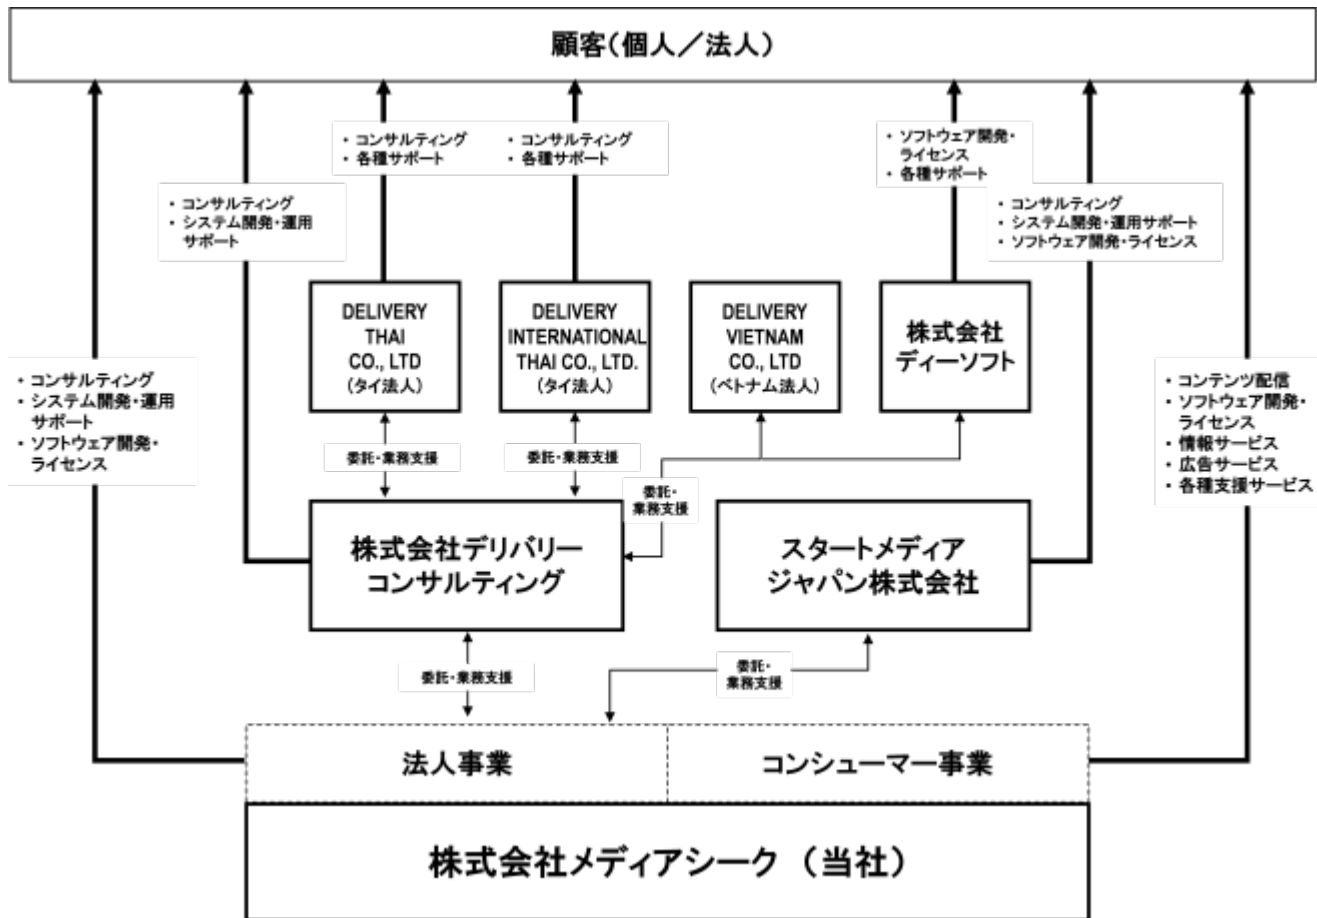 顧客(個人／法人)
・ コンサルティング
・ 各種サポート
・ コンサルティング
・ 各種サポート
・ ソフトウェア開発・
ライセンス
・ 各種サポート
・ コンサルティング
・ システム開発・運用
サポート
・ コンサルティング
・ システム開発・運用サポート
・ ソフトウェア開発・ライセンス
DELIVERY
THAI
CO., LTD
(タイ法人)
DELIVERY
INTERNATIONAL
THAI CO., LTD.
(タイ法人)
DELIVERY
VIETNAM
CO., LTD
(ベトナム法人)
株式会社
ディーソフト
・ コンサルティング
・ システム開発・運用
サポート
・ ソフトウェア開発・
ライセンス
・ コンテンツ配信
・ ソフトウェア開発・
ライセンス
・ 情報サービス
・ 広告サービス
・ 各種支援サービス
委託・業務支援
委託・業務支援
委託・
業務支援
株式会社デリバリー
コンサルティング
スタートメディア
ジャパン株式会社
委託・業務支援
委託・
業務支援
法人事業
コンシューマー事業
株式会社メディアシーク （当社）